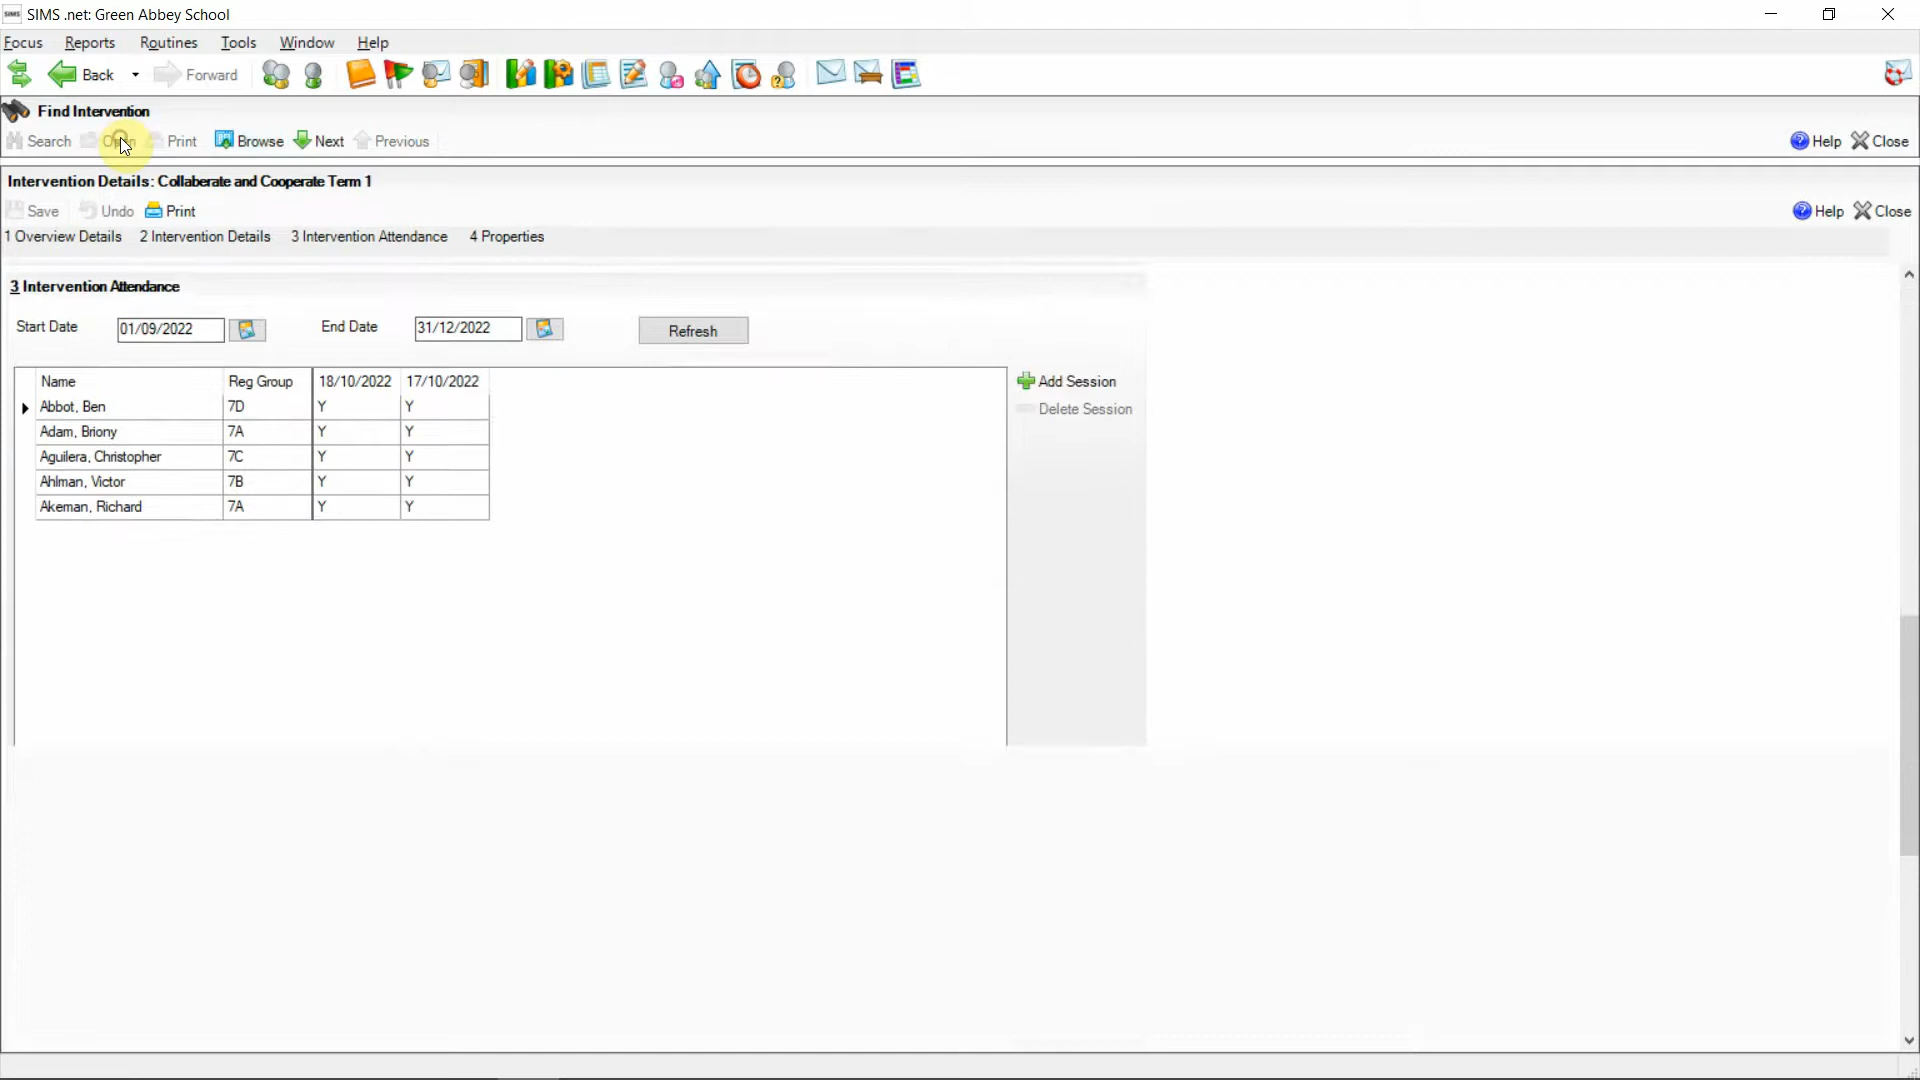 SIMS .net: Green Abbey School
Focus Reports Routines Tools Window Help
Back Forward
Find Intervention
Search Open Print Browse Next Previous Help Close
Intervention Details: Collaberate and Cooperate Term 1
Save Undo Print Help Close
1 Overview Details 2 Intervention Details 3 Intervention Attendance 4 Properties
3 Intervention Attendance
Start Date 01/09/2022 End Date 31/12/2022 Refresh
Name Reg Group 18/10/2022 17/10/2022 Add Session
Abbot, Ben 7D Y Y Delete Session
Adam, Briony 7A Y Y
Aguilera, Christopher 7C Y Y
Ahlman, Victor 7B Y Y
Akeman, Richard 7A Y Y